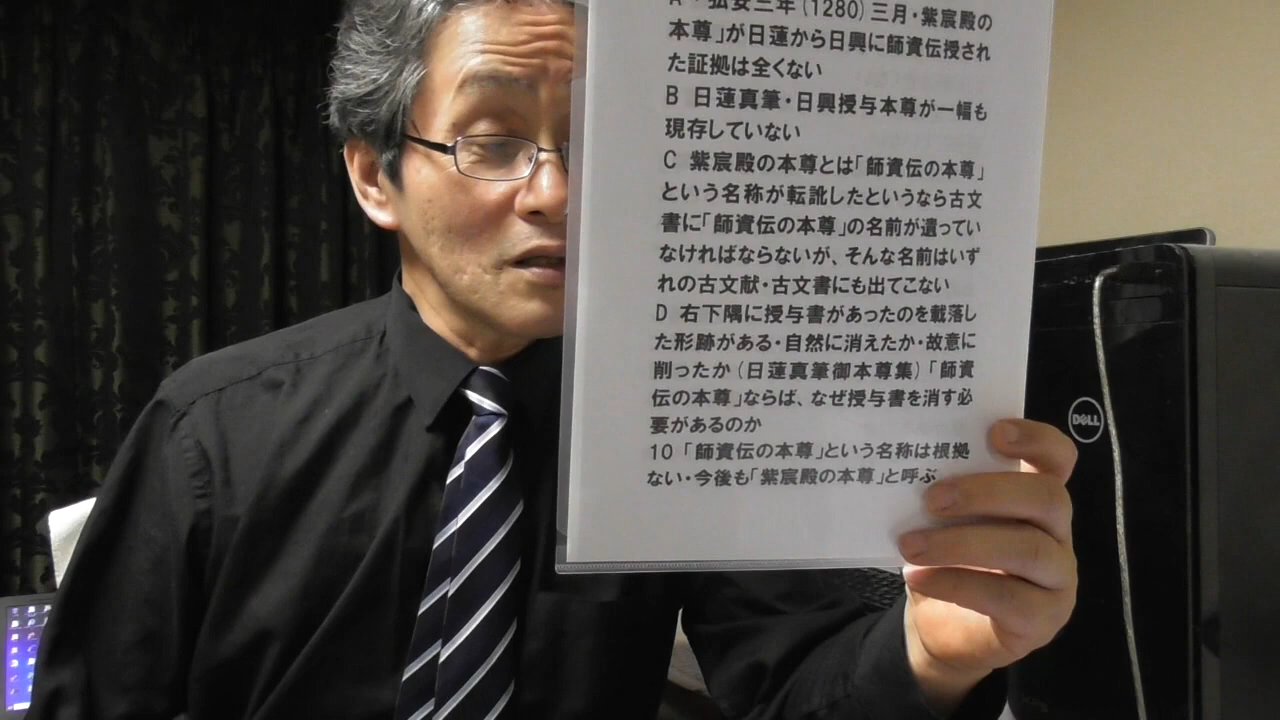 A・弘安三年(1280)三月・紫宸殿の
本尊」が日蓮から日興に師資伝授され
た証拠は全くない
B 日蓮真筆・日興授与本尊が一幅も
現存していない
C 紫宸殿の本尊とは「師資伝の本尊」
という名称が転訛したというなら古文
書に「師資伝の本尊」の名前が遺ってい
なければならないが、そんな名前はいず
れの古文献・古文書にも出てこない
D 右下隅に授与書があったのを載落し
た形跡がある・自然に消えたか・故意に
削ったか(日蓮真筆御本尊集)「師資
伝の本尊」ならば、なぜ授与書を消す必
要があるのか
10「師資伝の本尊」という名称は根拠
ない・今後も「紫宸殿の本尊」と呼ぶ
DELL